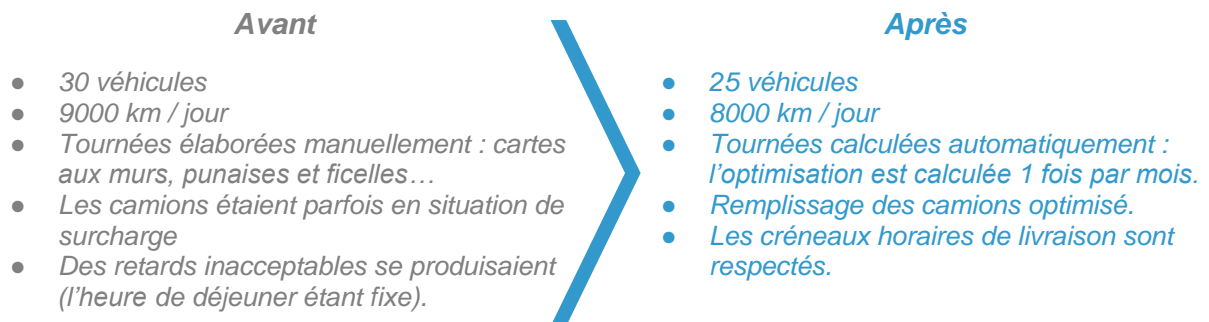 Avant
● 30 véhicules
● 9000 km / jour
● Tournées élaborées manuellement : cartes
aux murs, punaises et ficelles…
● Les camions étaient parfois en situation de
surcharge
● Des retards inacceptables se produisaient
(l’heure de déjeuner étant fixe).
Après
● 25 véhicules
● 8000 km / jour
● Tournées calculées automatiquement :
l’optimisation est calculée 1 fois par mois.
● Remplissage des camions optimisé.
● Les créneaux horaires de livraison sont
respectés.